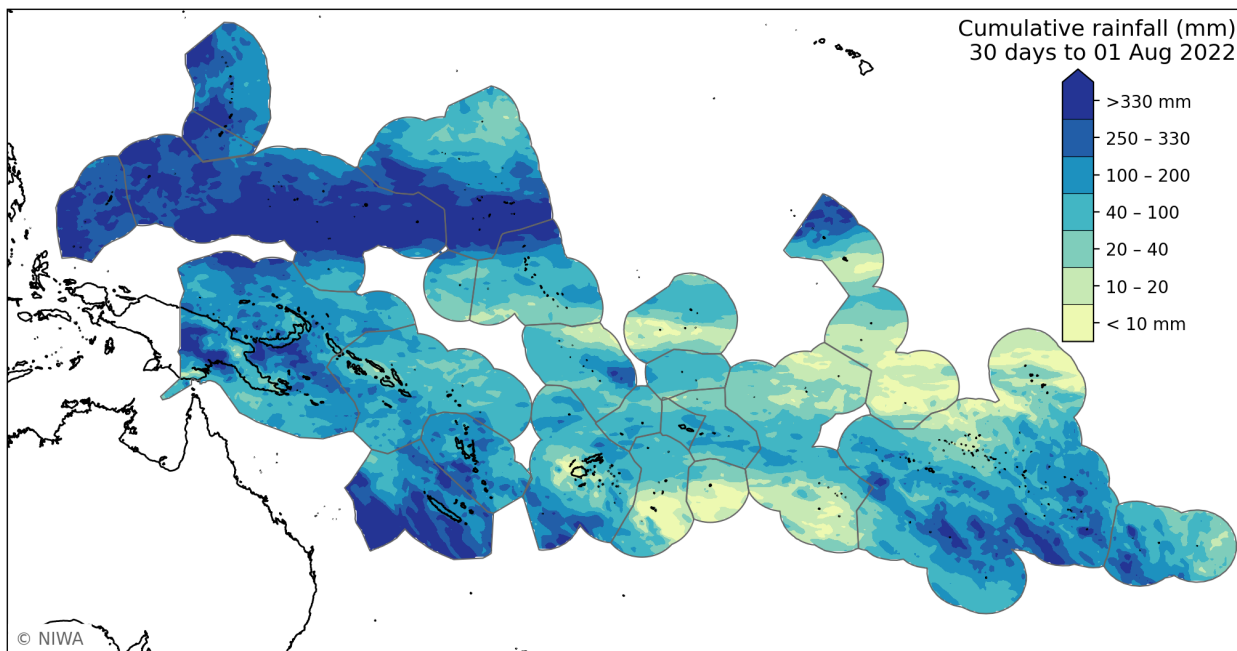 Cumulative rainfall (mm)
30 days to 01 Aug 2022
>330 mm
250 – 330
100 – 200
40 – 100
20 – 40
10 – 20
< 10 mm
© NIWA